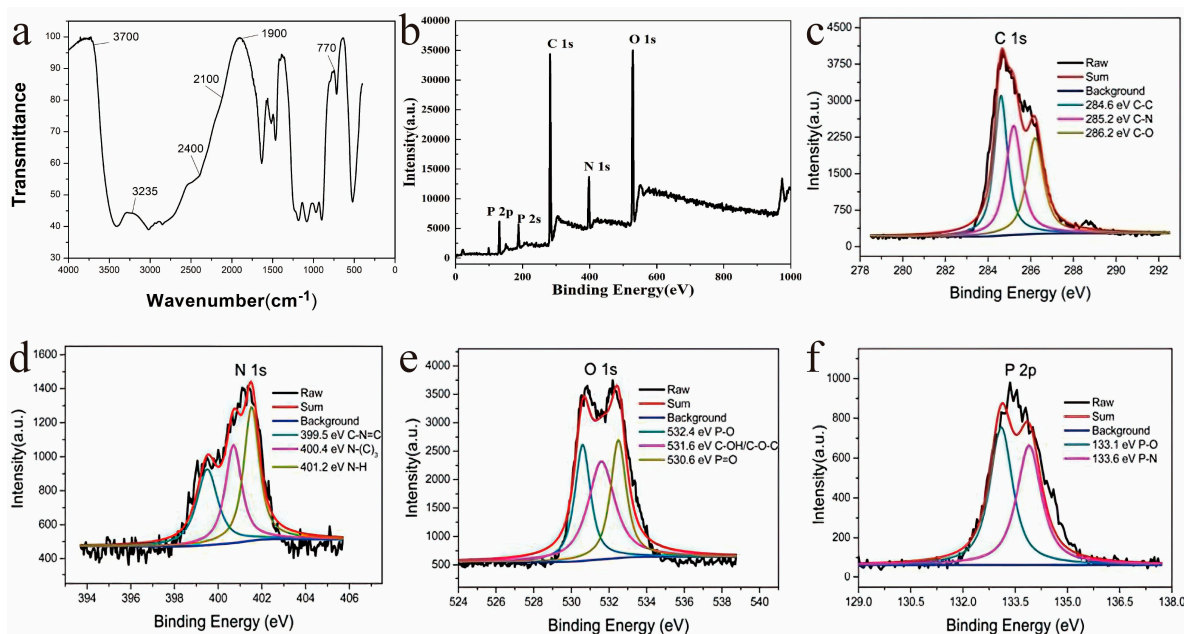 a
100
90
80
70
60
50
40
30
4000
3500
3000
2500
2000
1500
1000
500
0
3700
1900
770
2100
2400
3235
Transmittance
Wavenumber(cm-1)
b
40000
35000
30000
25000
20000
15000
10000
5000
0
0
200
400
600
800
1000
C 1s
O 1s
N 1s
P 2p
P 2s
Intensity(a.u.)
Binding Energy(eV)
c
C 1s
4500
3750
3000
2250
1500
750
0
278
280
282
284
286
288
290
292
Raw
Sum
Background
284.6 eV C-C
285.2 eV C-N
286.2 eV C-O
Intensity(a.u.)
Binding Energy (eV)
d
N 1s
1600
1400
1200
1000
800
600
400
394
396
398
400
402
404
406
Raw
Sum
Background
399.5 eV C-N=C
400.4 eV N-(C)3
401.2 eV N-H
Intensity(a.u.)
Binding Energy (eV)
e
O 1s
4000
3500
3000
2500
2000
1500
1000
500
524
526
528
530
532
534
536
538
540
Raw
Sum
Background
532.4 eV P-O
531.6 eV C-OH/C-O-C
530.6 eV P=O
Intensity(a.u.)
Binding Energy (eV)
f
P 2p
1000
800
600
400
200
0
129.0
130.5
132.0
133.5
135.0
136.5
138.0
Raw
Sum
Background
133.1 eV P-O
133.6 eV P-N
Intensity(a.u.)
Binding Energy (eV)